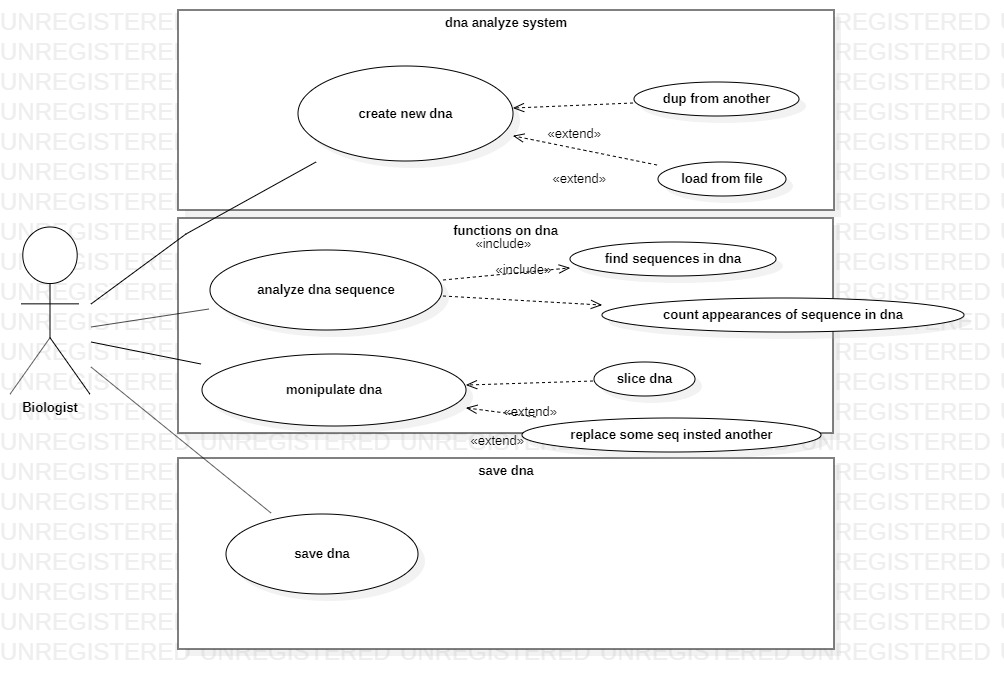 dna analyze system
create new dna
dup from another
«extend»
load from file
«extend»
functions on dna
«include»
find sequences in dna
«include»
analyze dna sequence
count appearances of sequence in dna
slice dna
monipulate dna
«extend»
Biologist
replace some seq insted another
«extend»
save dna
save dna
UNREGISTERED UNREGISTERED UNREGISTERED UNREGISTERED UNREGISTERED